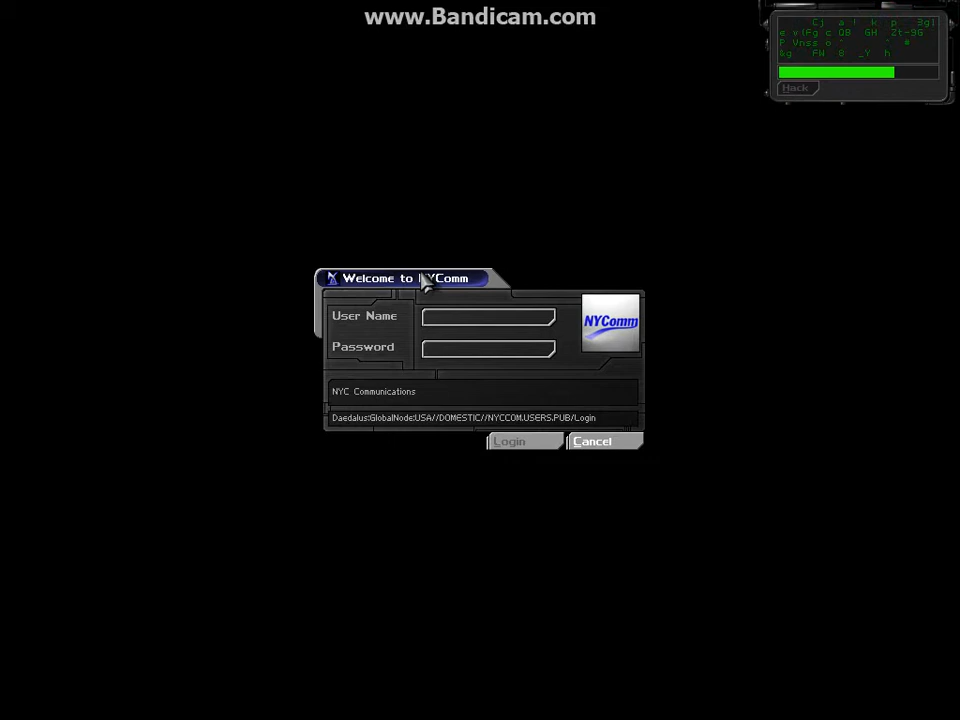 www.Bandicam.com
Hack
Welcome to NYComm
User Name
NYComm
Password
NYC Communications
Daedalus:GlobalNode:USA//DOMESTIC//NYCCOM.USERS.PUB/Login
Login
Cancel